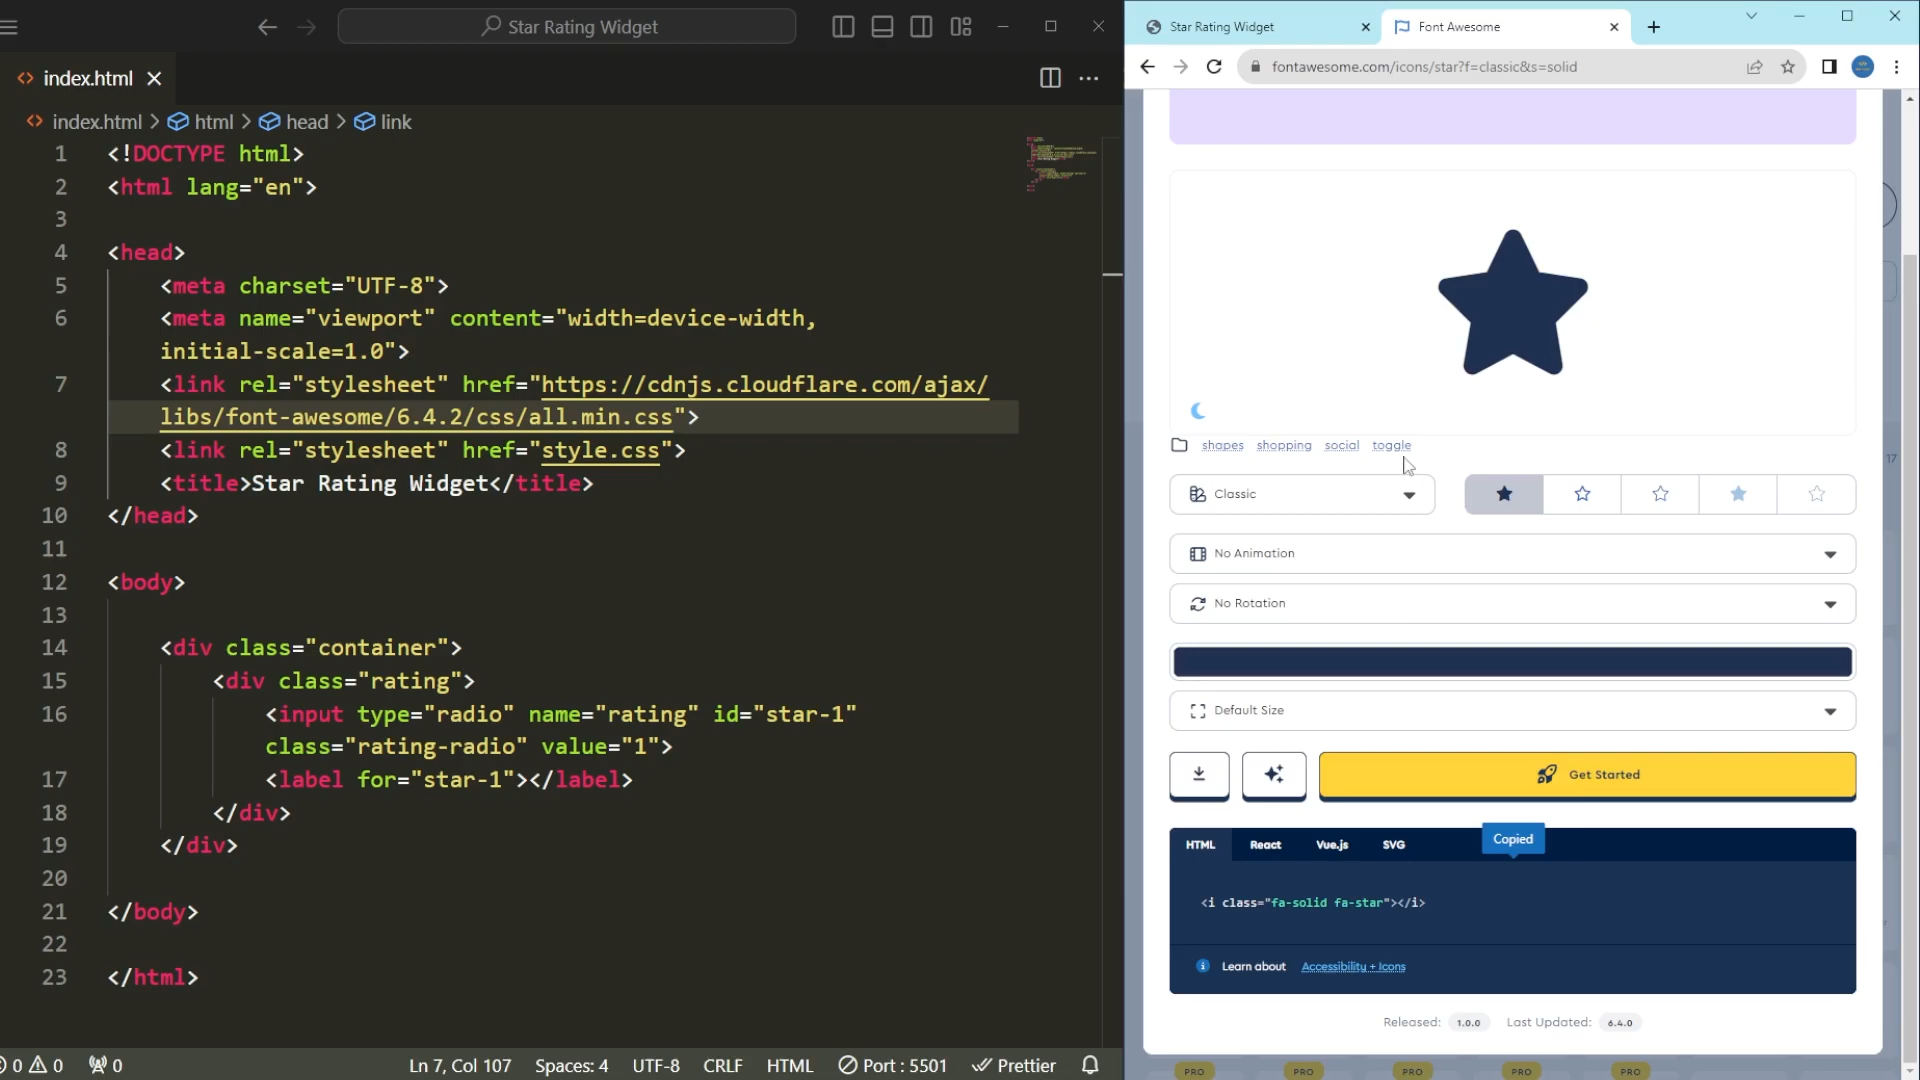 Star Rating Widget
index.html
index.html > html > head > link
1 <!DOCTYPE html>
2 <html lang="en">
3
4 <head>
5 <meta charset="UTF-8">
6 <meta name="viewport" content="width=device-width,
initial-scale=1.0">
7 <link rel="stylesheet" href="https://cdnjs.cloudflare.com/ajax/
libs/font-awesome/6.4.2/css/all.min.css">
8 <link rel="stylesheet" href="style.css">
9 <title>Star Rating Widget</title>
10 </head>
11
12 <body>
13
14 <div class="container">
15 <div class="rating">
16 <input type="radio" name="rating" id="star-1"
class="rating-radio" value="1">
17 <label for="star-1"></label>
18 </div>
19 </div>
20
21 </body>
22
23 </html>
0 0 0 Ln 7, Col 107 Spaces: 4 UTF-8 CRLF HTML Port : 5501 Prettier
Star Rating Widget Font Awesome
fontawesome.com/icons/star?f=classic&s=solid
17
shapes shopping social toggle
Classic
No Animation
No Rotation
Default Size
Get Started
HTML React Vue.js SVG
Copied
<i class="fa-solid fa-star"></i>
Learn about Accessibility + Icons
Released: 1.0.0 Last Updated: 6.4.0
PRO PRO PRO PRO PRO